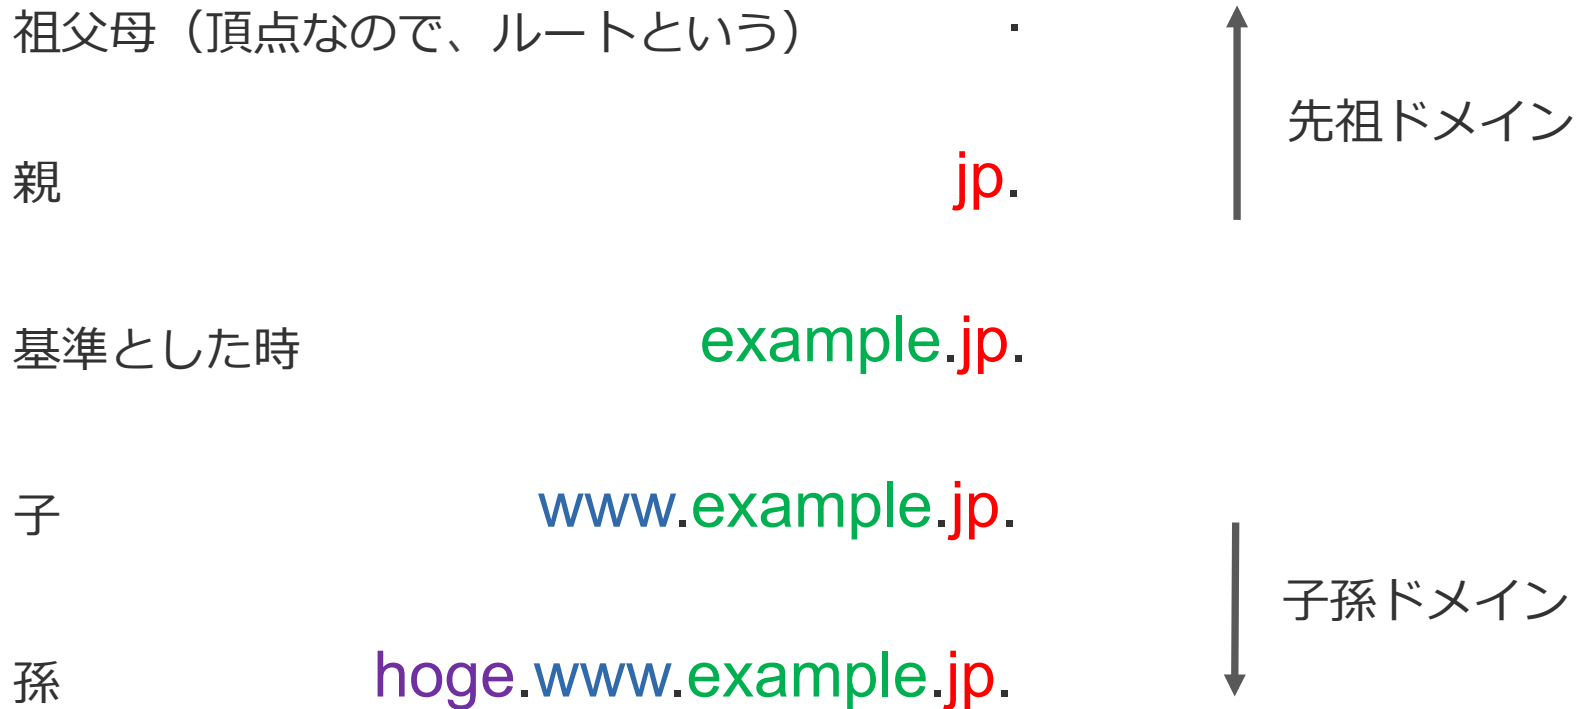 祖父母（頂点なので、ルートという） .
先祖ドメイン
親 jp.
基準とした時 example.jp.
子 www.example.jp.
子孫ドメイン
孫 hoge.www.example.jp.